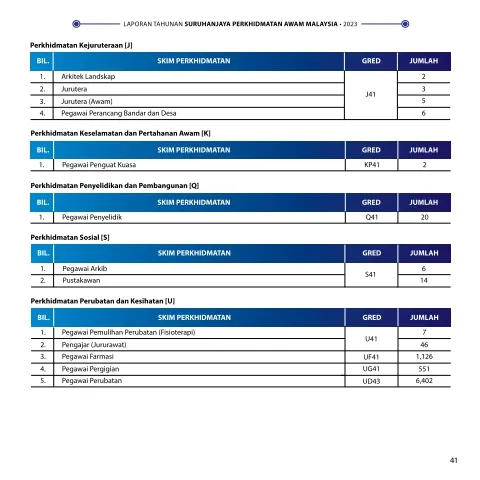 LAPORAN TAHUNAN SURUHANJAYA PERKHIDMATAN AWAM MALAYSIA • 2023
Perkhidmatan Kejuruteraan [J]
BIL. SKIM PERKHIDMATAN GRED JUMLAH
1. Arkitek Landskap J41 2
2. Jurutera 3
3. Jurutera (Awam) 5
4. Pegawai Perancang Bandar dan Desa 6
Perkhidmatan Keselamatan dan Pertahanan Awam [K]
BIL. SKIM PERKHIDMATAN GRED JUMLAH
1. Pegawai Penguat Kuasa KP41 2
Perkhidmatan Penyelidikan dan Pembangunan [Q]
BIL. SKIM PERKHIDMATAN GRED JUMLAH
1. Pegawai Penyelidik Q41 20
Perkhidmatan Sosial [S]
BIL. SKIM PERKHIDMATAN GRED JUMLAH
1. Pegawai Arkib S41 6
2. Pustakawan 14
Perkhidmatan Perubatan dan Kesihatan [U]
BIL. SKIM PERKHIDMATAN GRED JUMLAH
1. Pegawai Pemulihan Perubatan (Fisioterapi) U41 7
2. Pengajar (Jururawat) 46
3. Pegawai Farmasi UF41 1,126
4. Pegawai Pergigian UG41 551
5. Pegawai Perubatan UD43 6,402
41